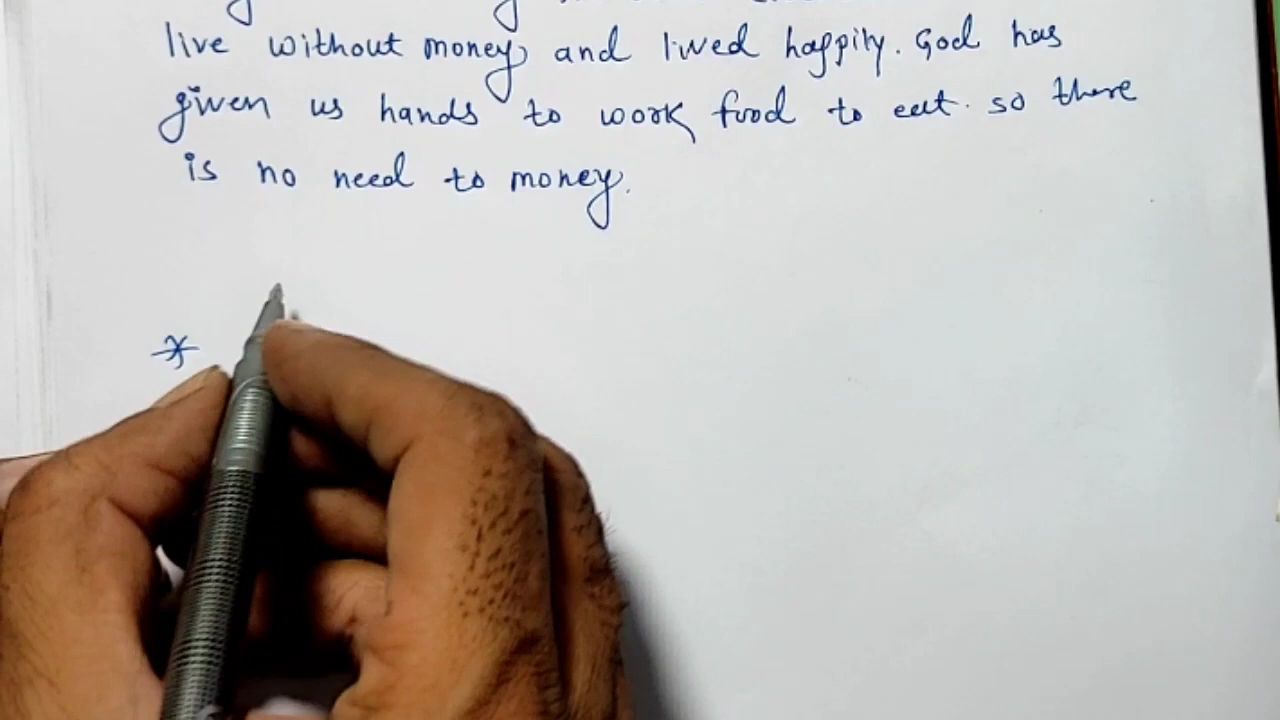 live without money, and lived happily. God has
given us hands to work food to eat. so there
is no need to money.
*